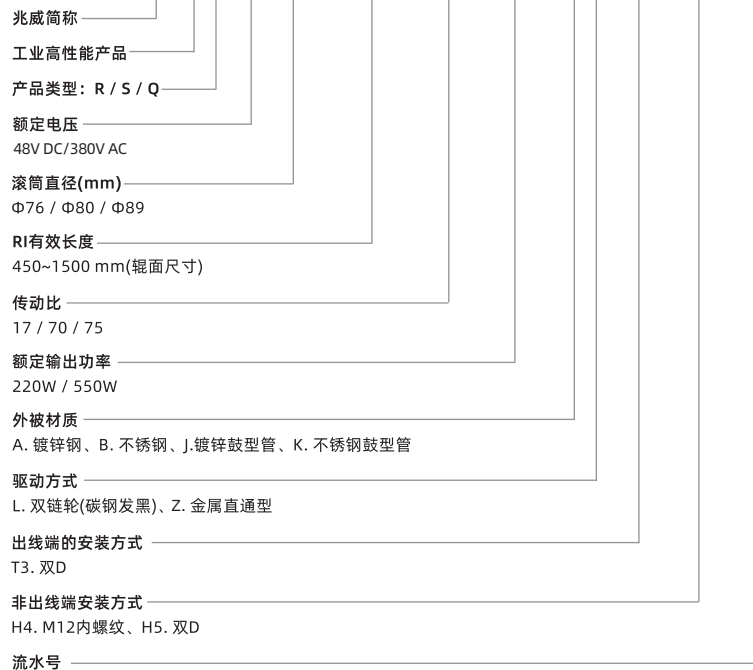 兆威简称
工业高性能产品
产品类型：R / S / Q
额定电压
48V DC/380V AC
滚筒直径(mm)
Φ76 / Φ80 / Φ89
RI有效长度
450~1500 mm(辊面尺寸)
传动比
17 / 70 / 75
额定输出功率
220W / 550W
外被材质
A. 镀锌钢、B. 不锈钢、J.镀锌鼓型管、K. 不锈钢鼓型管
驱动方式
L. 双链轮(碳钢发黑)、Z. 金属直通型
出线端的安装方式
T3. 双D
非出线端安装方式
H4. M12内螺纹、H5. 双D
流水号